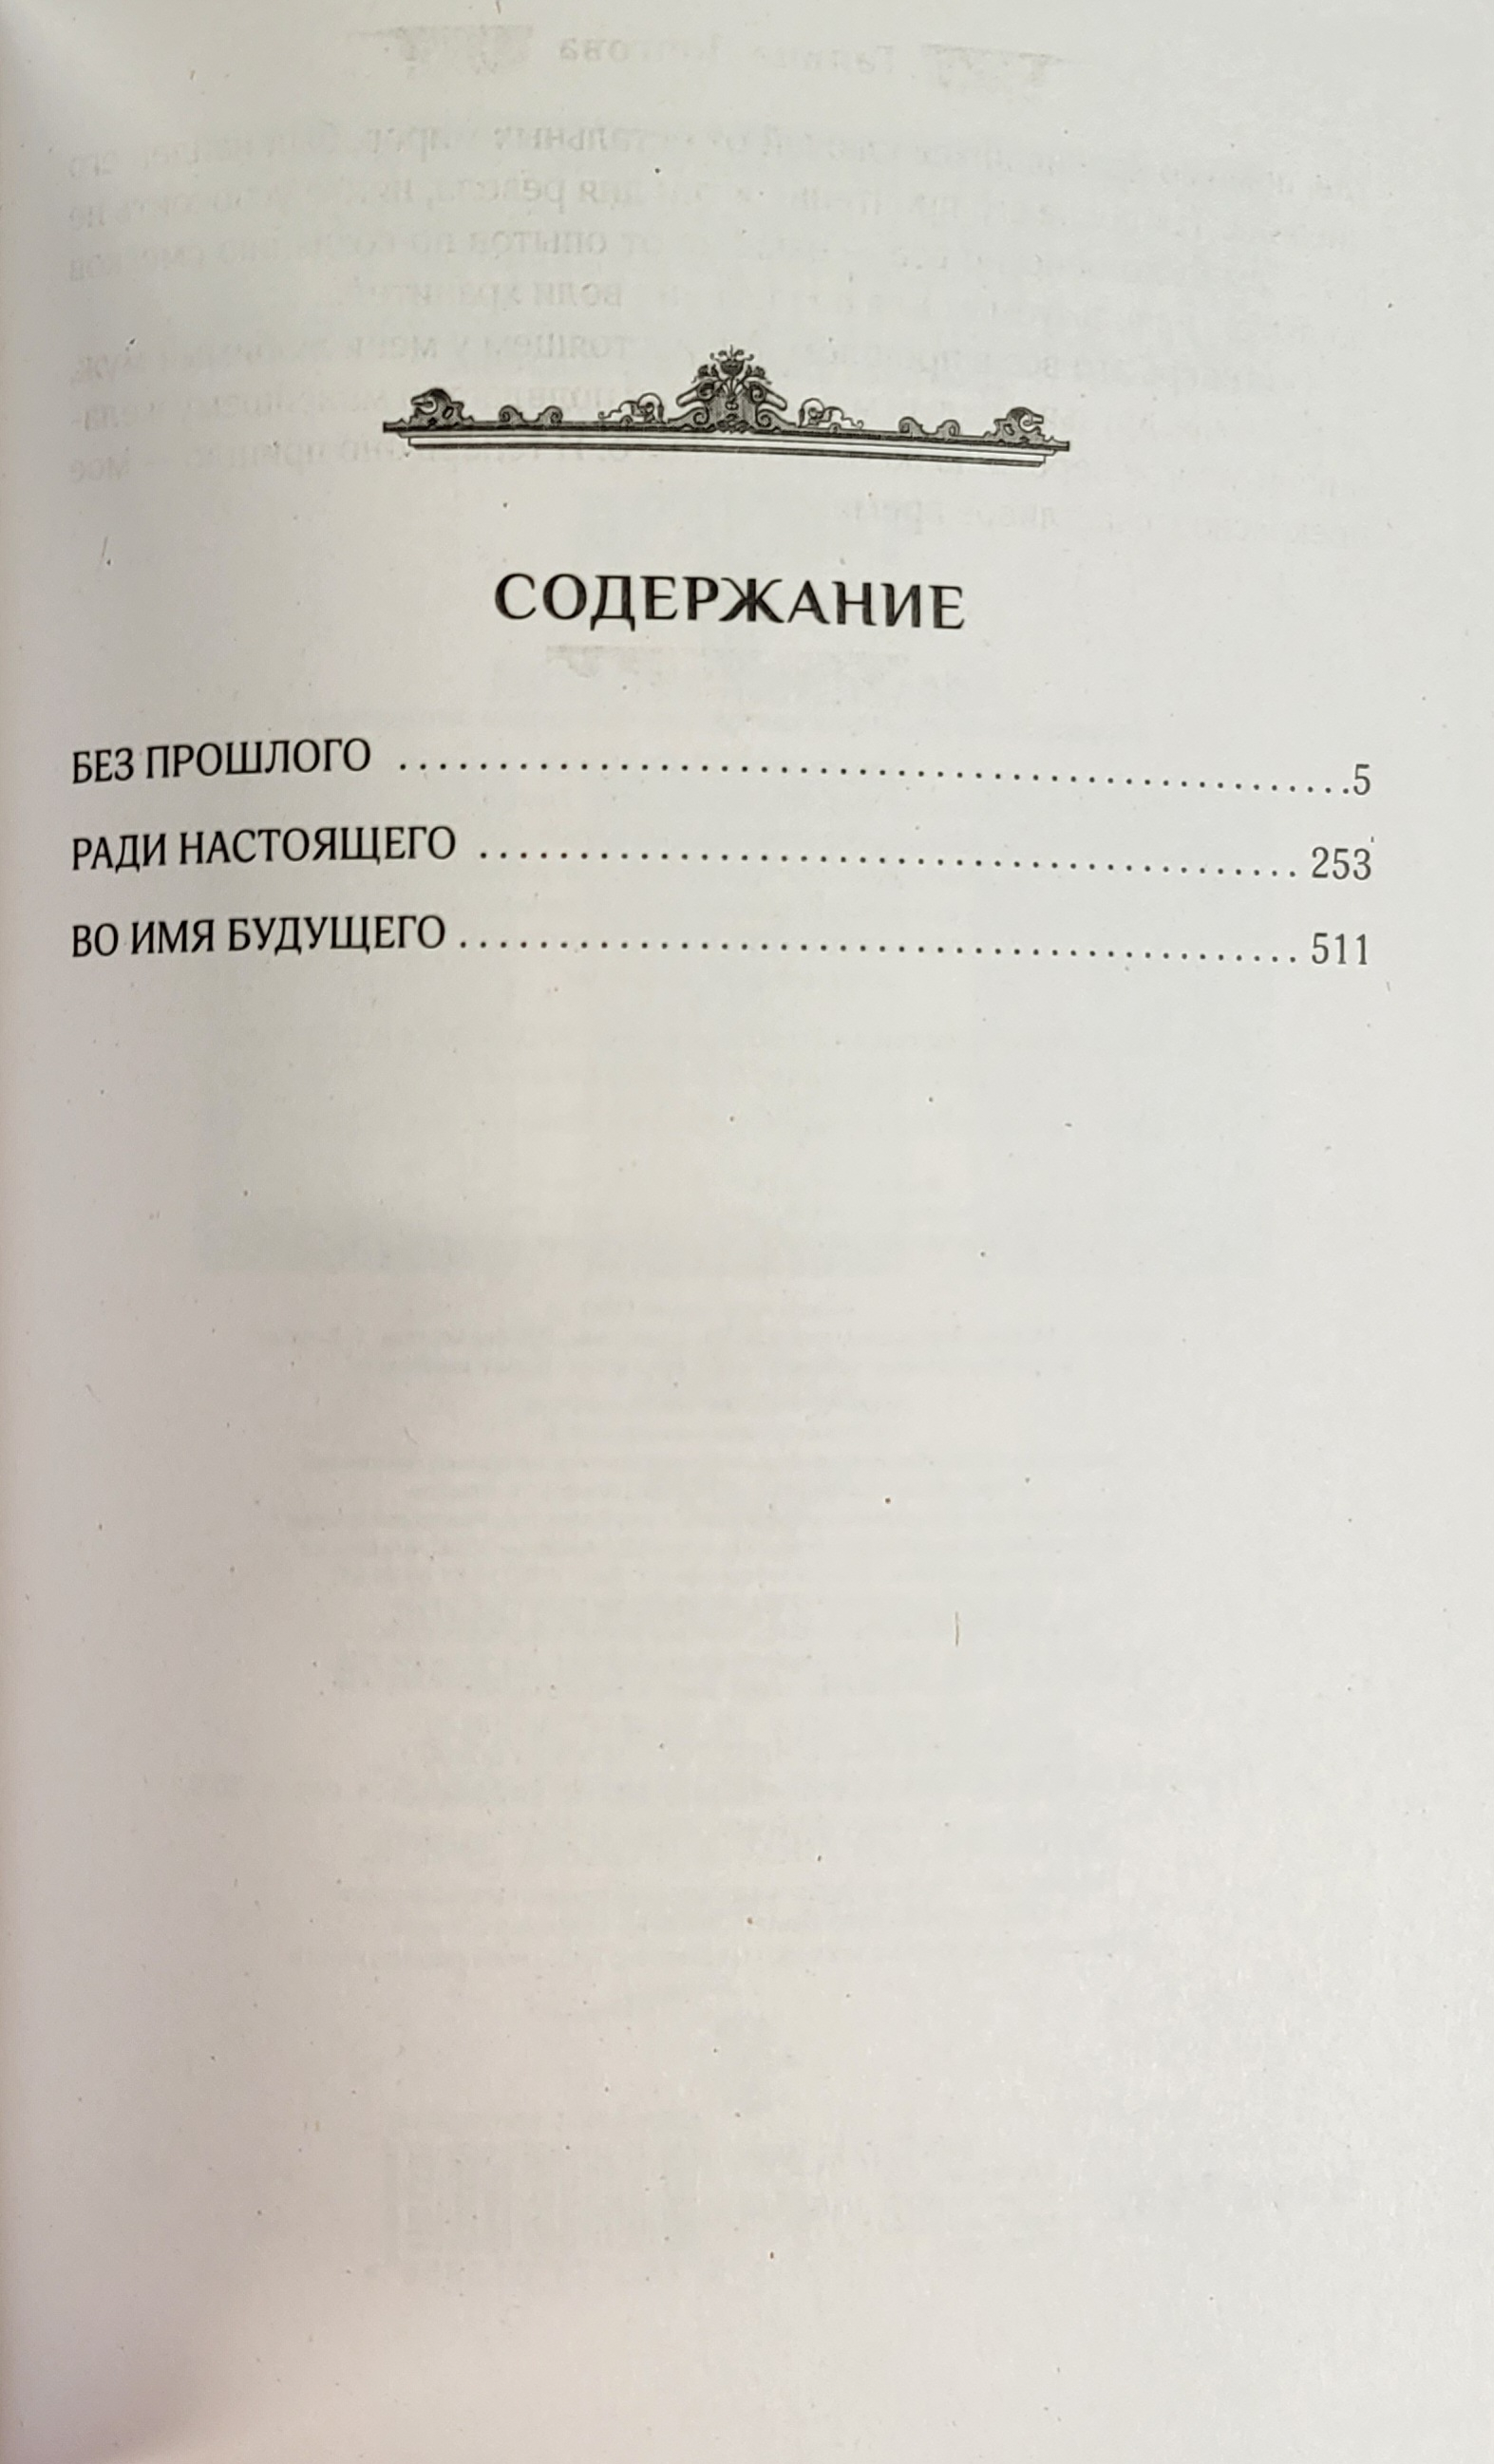 СОДЕРЖАНИЕ
БЕЗ ПРОШЛОГО ........................................ 5
РАДИ НАСТОЯЩЕГО .................................... 253
ВО ИМЯ БУДУЩЕГО .................................... 511